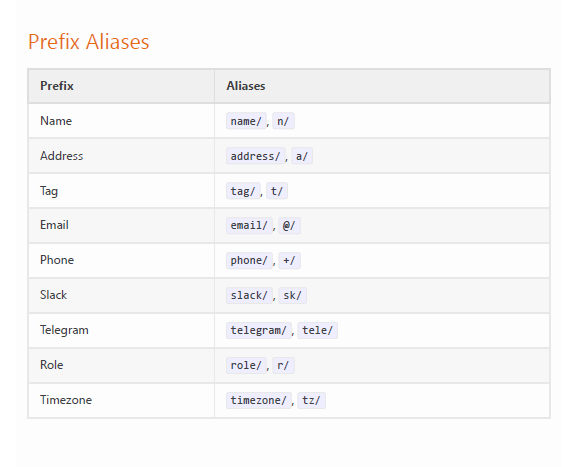 Prefix Aliases
Prefix Aliases
Name name/, n/
Address address/, a/
Tag tag/, t/
Email email/, @/
Phone phone/, +/
Slack slack/, sk/
Telegram telegram/, tele/
Role role/, r/
Timezone timezone/, tz/